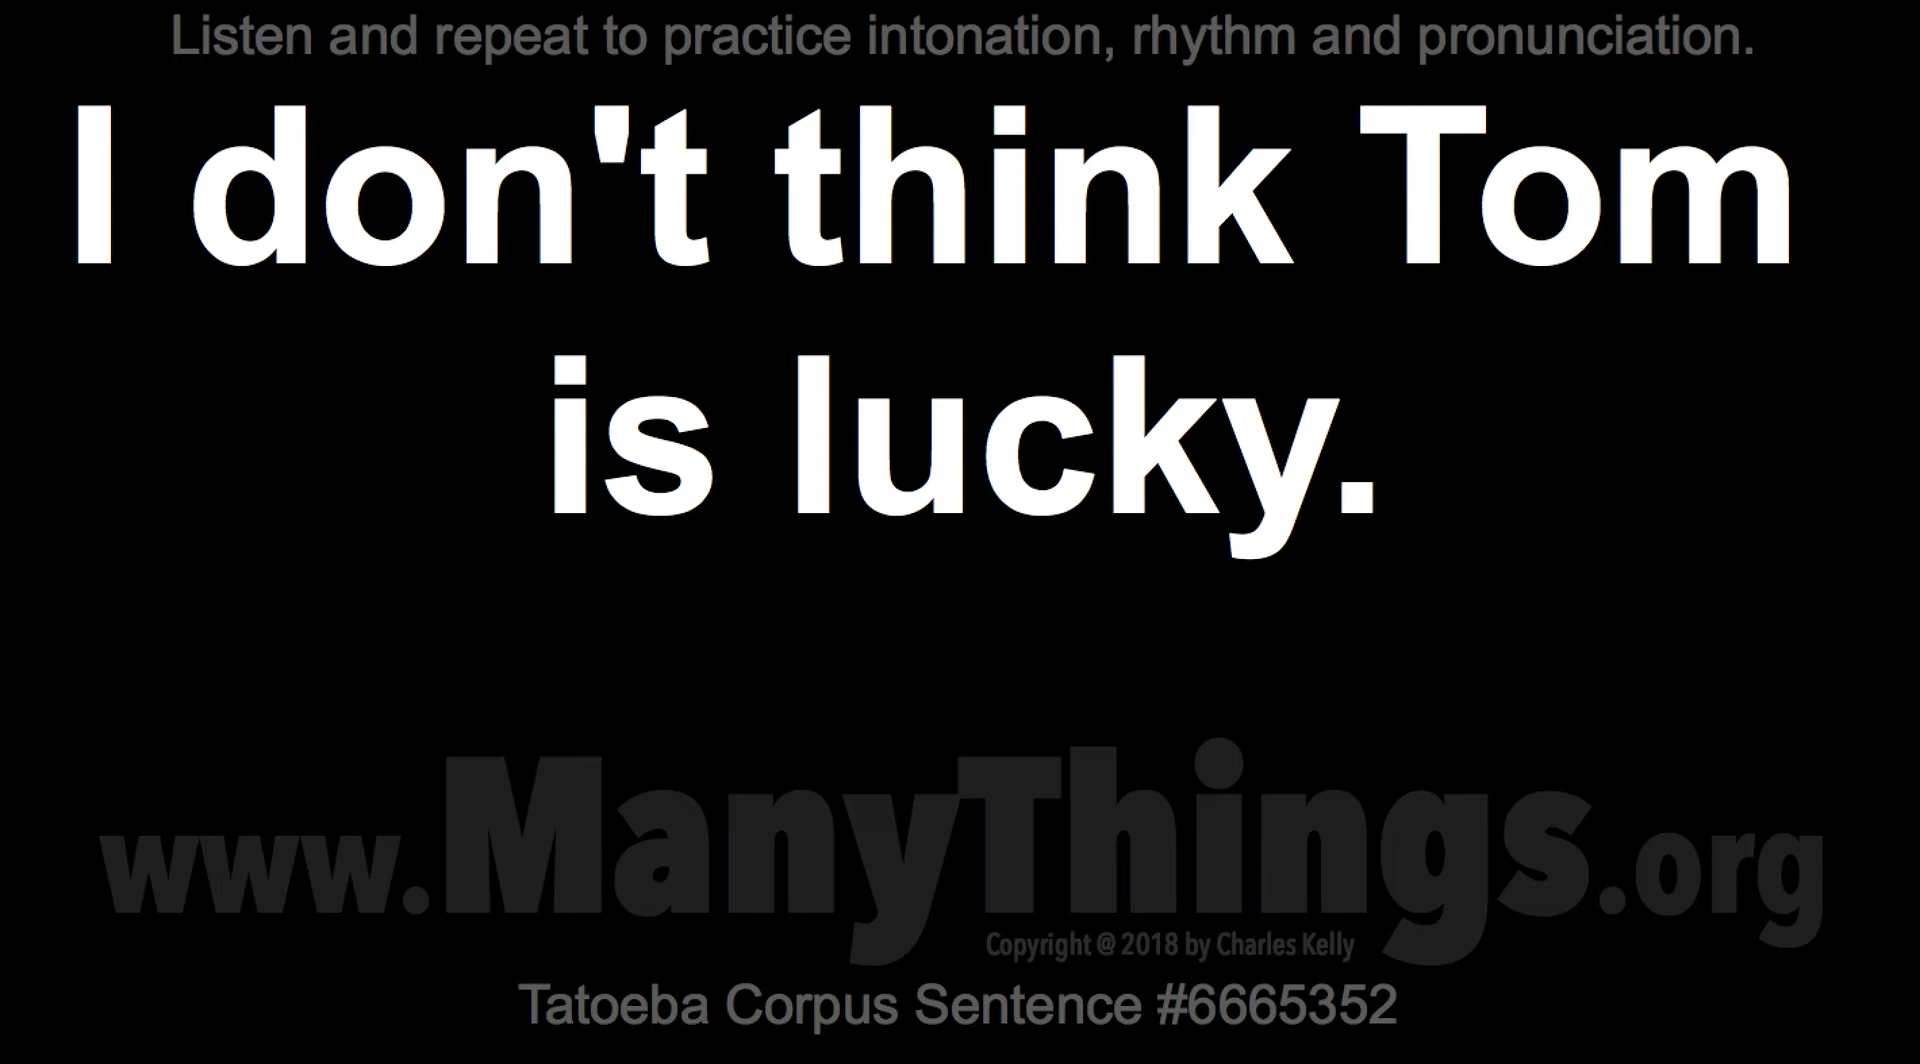 Listen and repeat to practice intonation, rhythm and pronunciation.
I don't think Tom
is lucky.
www.ManyThings.org
Copyright @ 2018 by Charles Kelly
Tatoeba Corpus Sentence #6665352